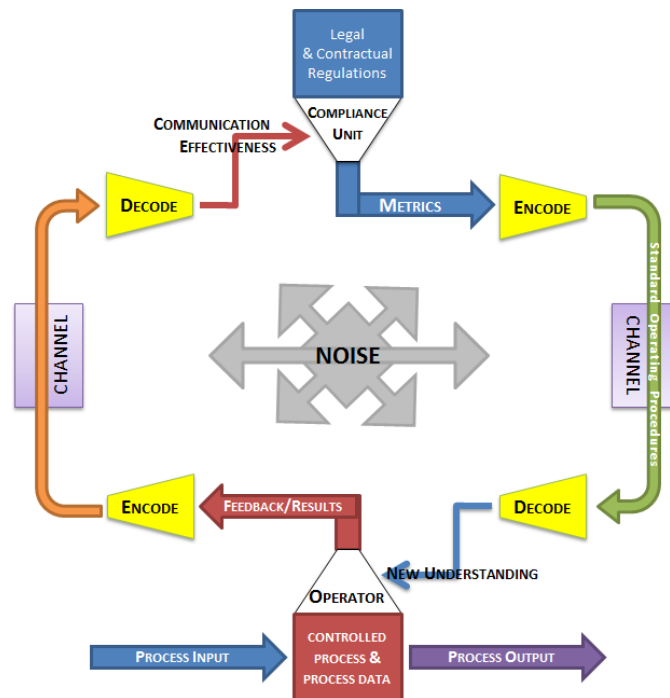 Legal
& Contractual
Regulations
COMPLIANCE
UNIT
COMMUNICATION
EFFECTIVENESS
DECODE
METRICS
ENCODE
CHANNEL
NOISE
Standard Operating Procedures
CHANNEL
ENCODE
FEEDBACK/RESULTS
DECODE
NEW UNDERSTANDING
OPERATOR
PROCESS INPUT
CONTROLLED
PROCESS &
PROCESS DATA
PROCESS OUTPUT